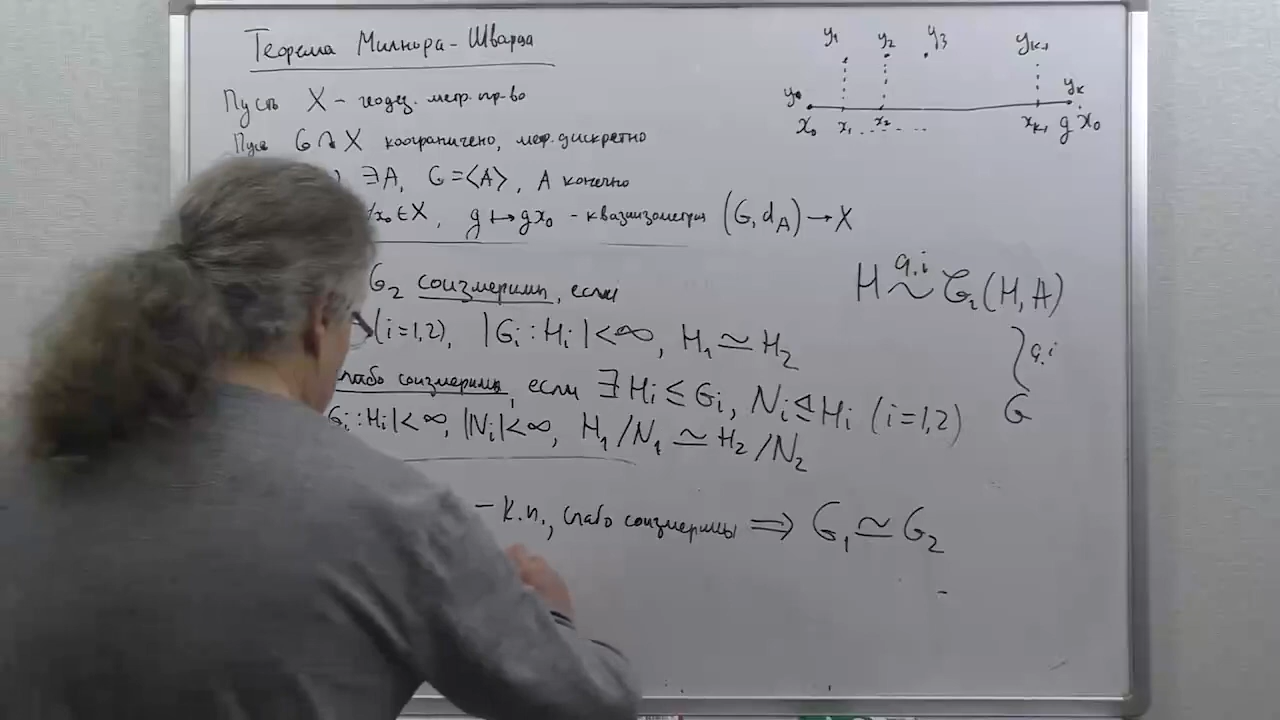 Теорема Милнора-Шварца
Пусть X - геодез. метр. пр-во
Пусть G ↷ X коограничено, метр. дискретно
∃A, G = ⟨A⟩, A конечно
x₀ ∈ X, g ↦ gx₀ - квазиизометрия (G, d_A) → X
G₂ соизмеримы, если
(i=1,2), |Gᵢ : Hᵢ| < ∞, H₁ ≃ H₂
слабо соизмеримы, если ∃ Hᵢ ≤ Gᵢ, Nᵢ ⊴ Hᵢ (i=1,2)
Gᵢ : Hᵢ| < ∞, |Nᵢ| < ∞, H₁/N₁ ≃ H₂/N₂
- к.п., слабо соизмеримы ⟹ G₁ ≃ G₂
y₁ y₂ y₃ yₖ₋₁
y₀ yₖ
x₀ x₁ x₂ ....... xₖ₋₁ g x₀
q.i
H ~ (H, A)
q.i
G